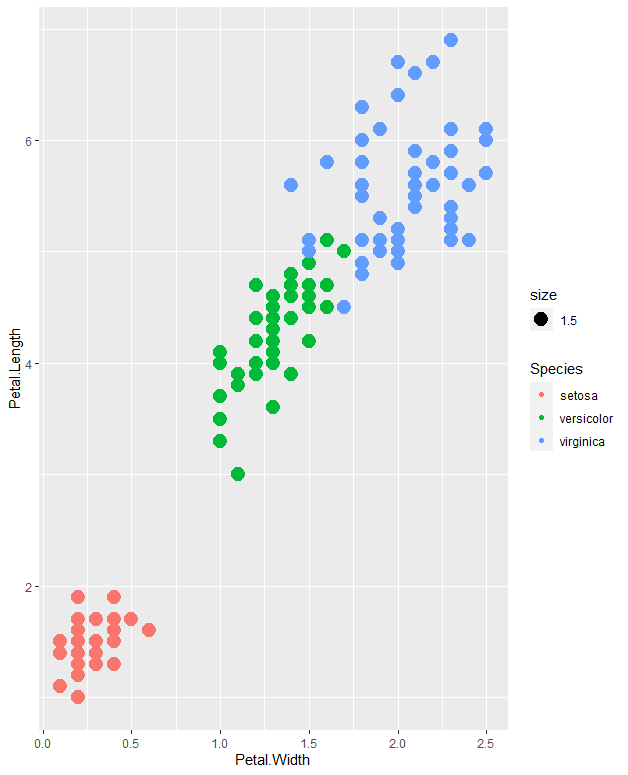 6
4
2
Petal.Length
0.0 0.5 1.0 1.5 2.0 2.5
Petal.Width
size
1.5
Species
setosa
versicolor
virginica